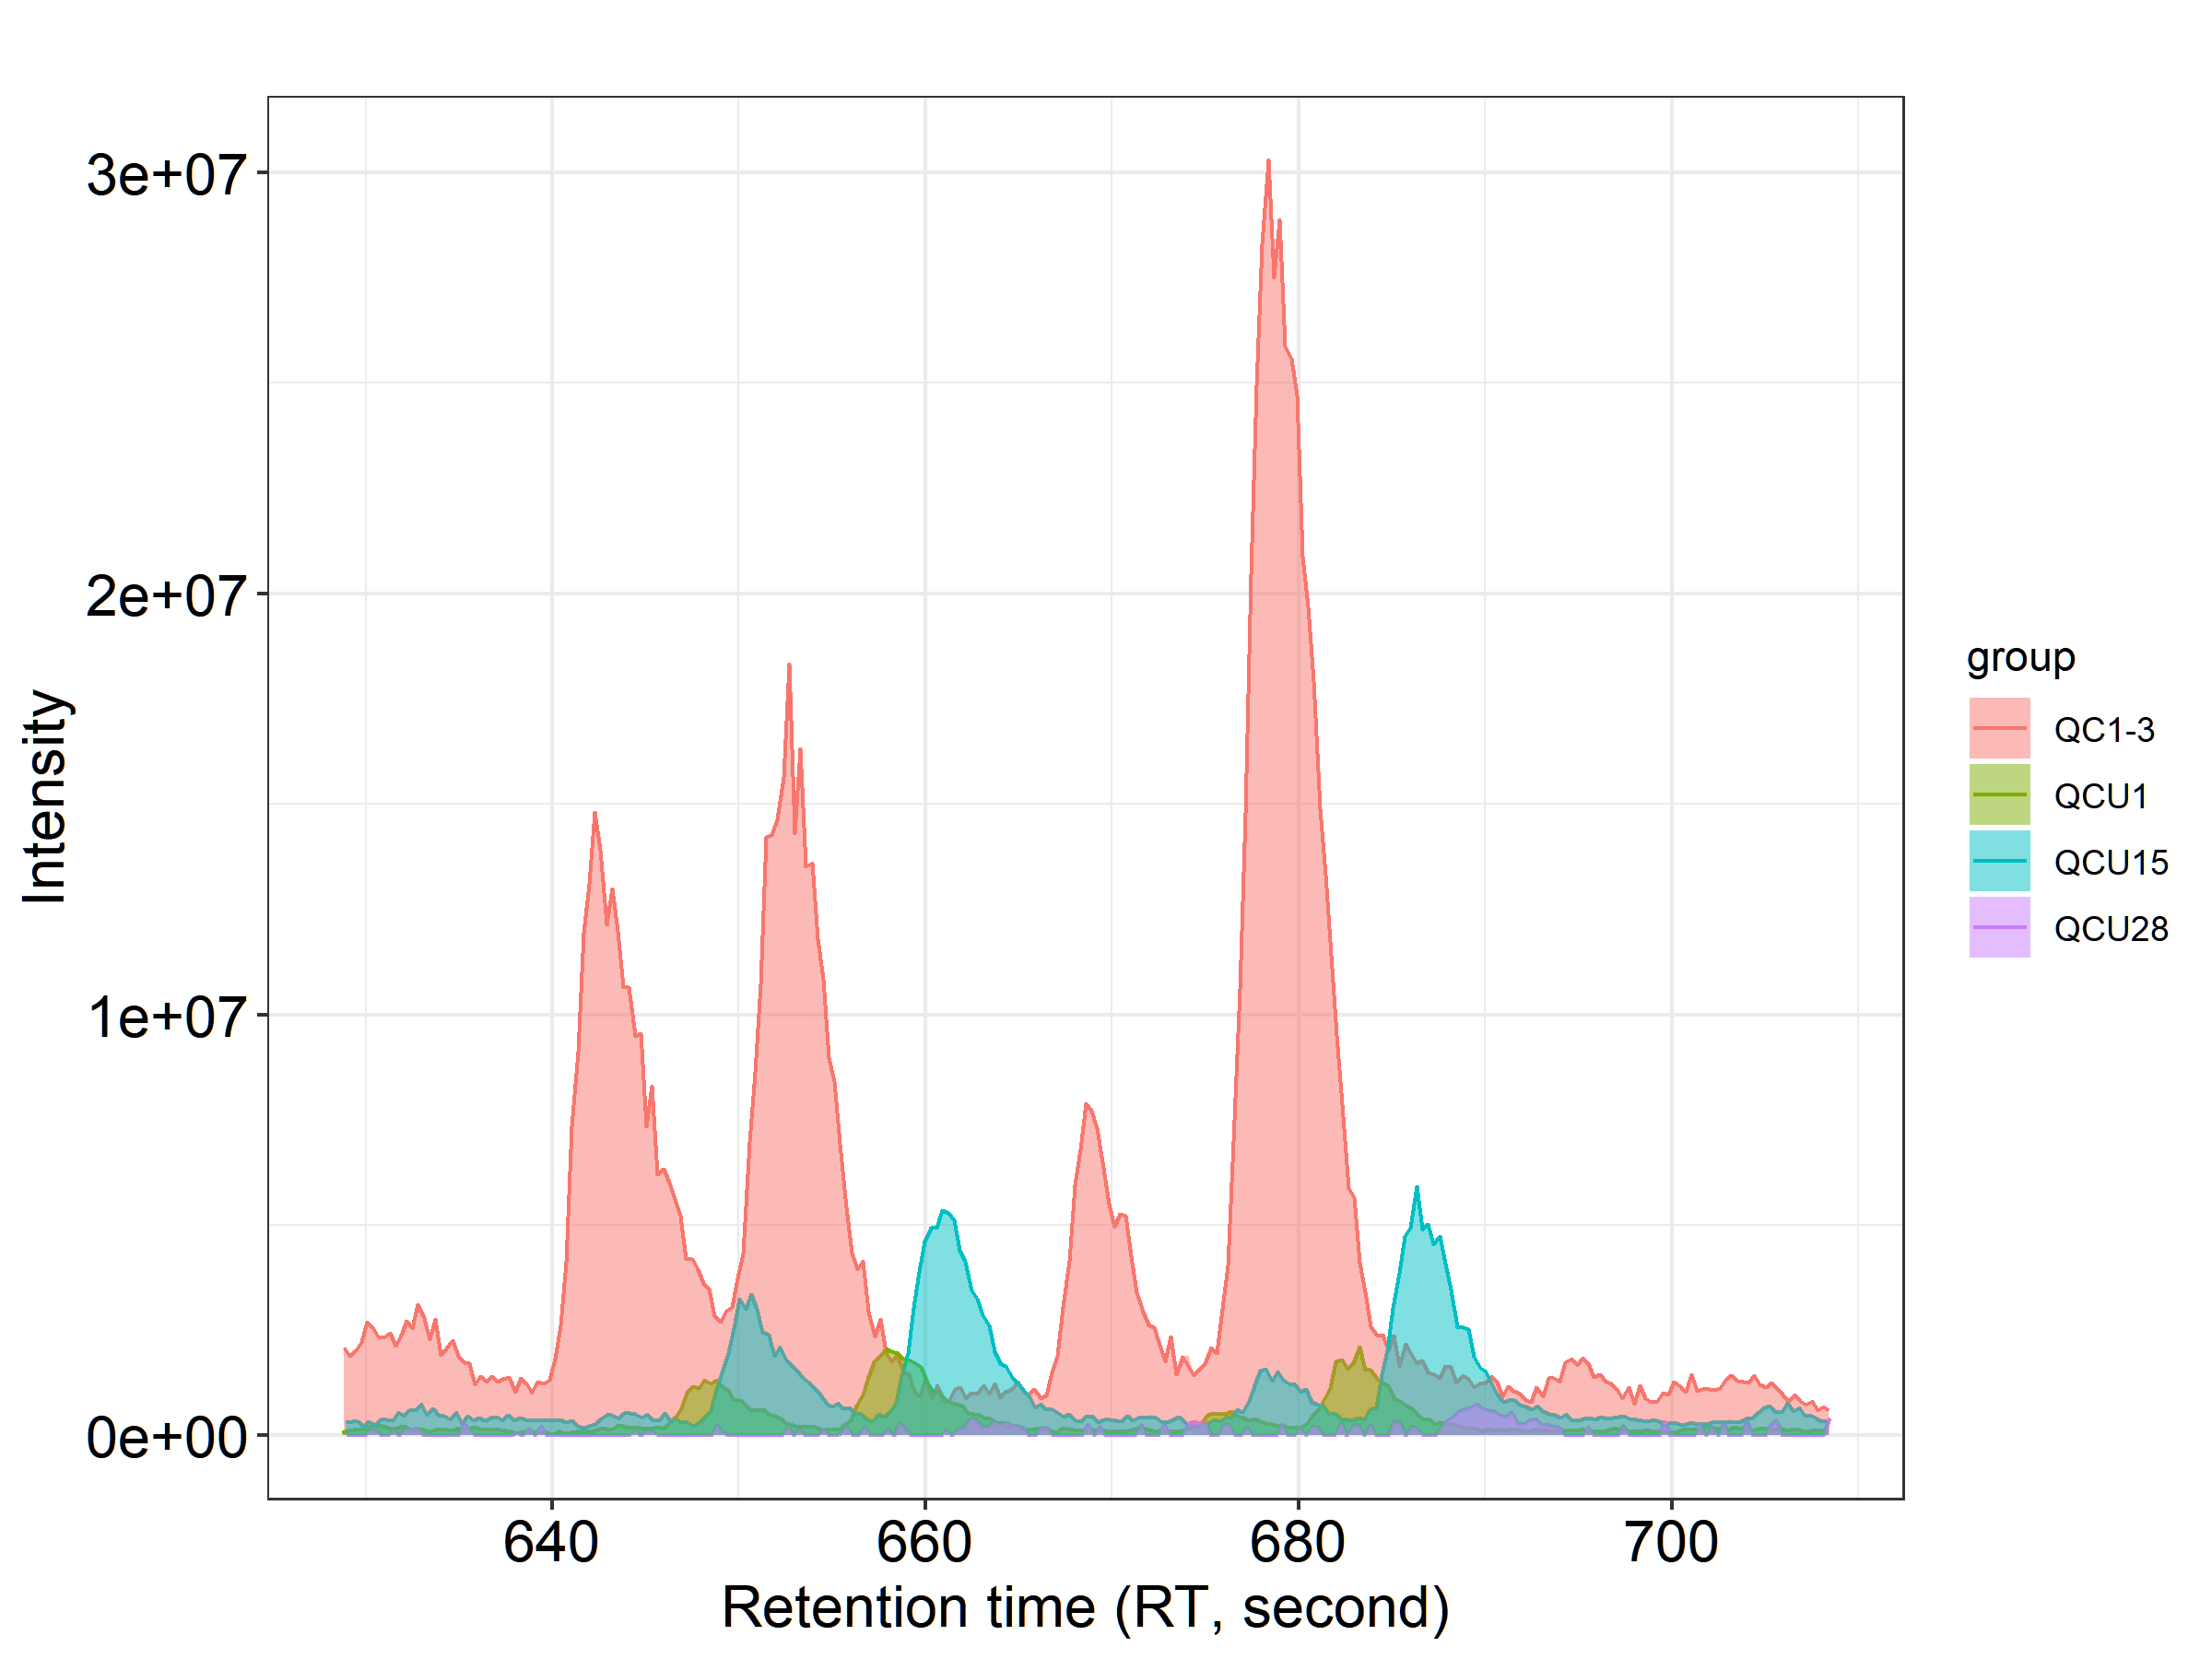 3e+07
2e+07
1e+07
0e+00
Intensity
640 660 680 700
Retention time (RT, second)
group
QC1-3
QCU1
QCU15
QCU28